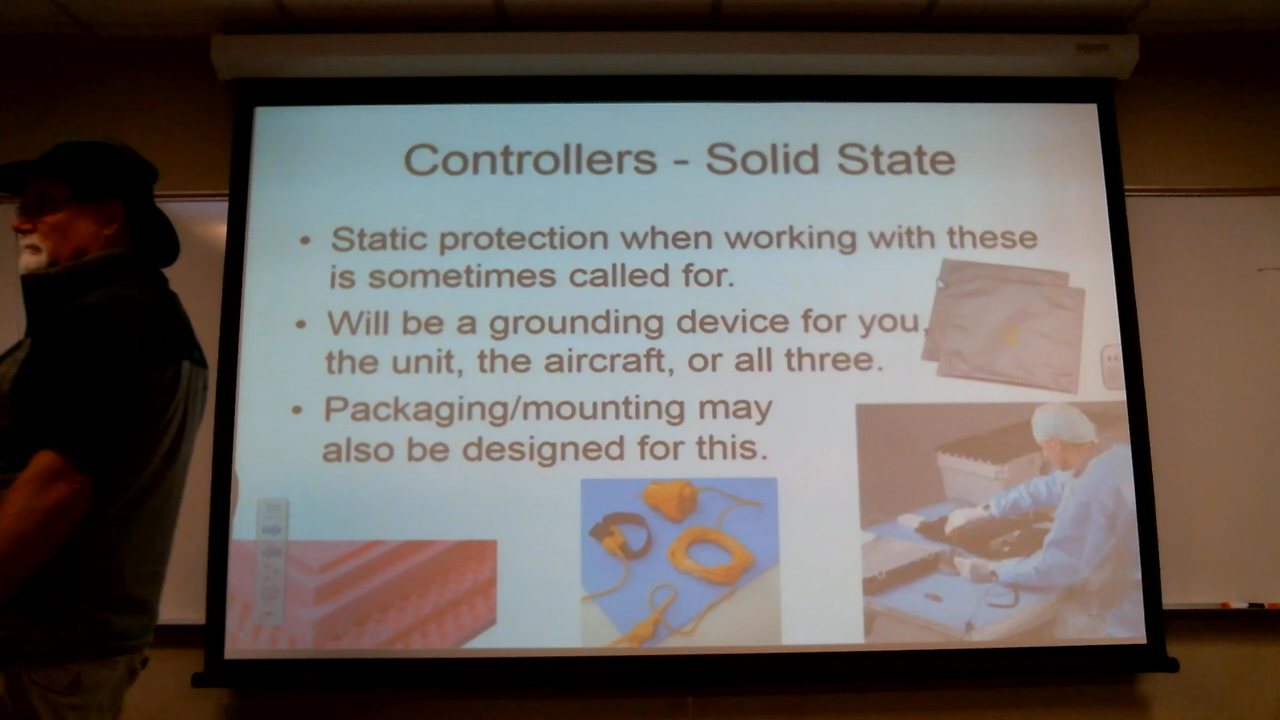 Controllers - Solid State
• Static protection when working with these
is sometimes called for.
• Will be a grounding device for you,
the unit, the aircraft, or all three.
• Packaging/mounting may
also be designed for this.